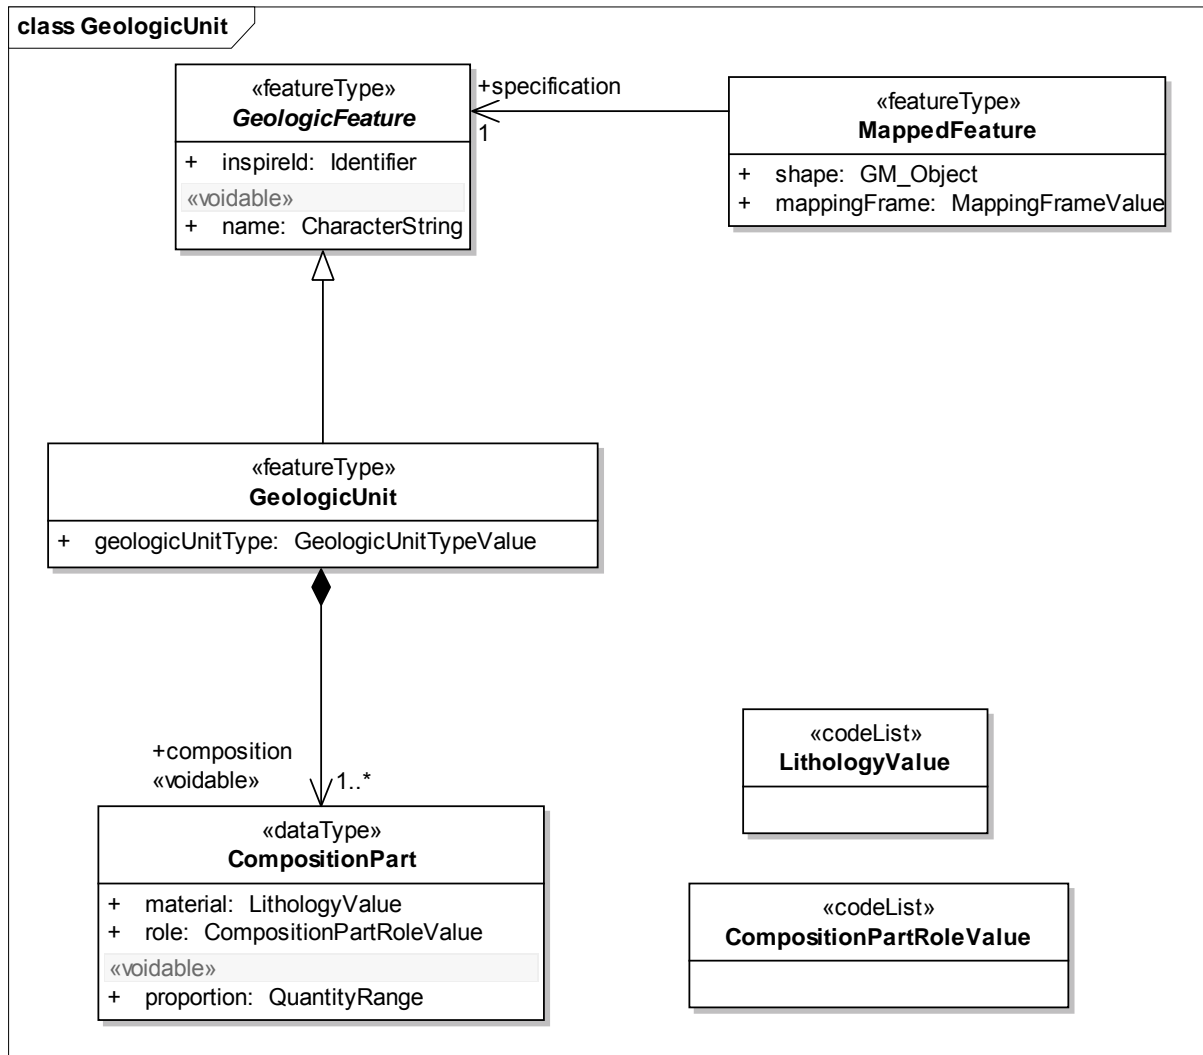 class GeologicUnit
«featureType»
GeologicFeature
+ inspireId: Identifier
«voidable»
+ name: CharacterString
+specification
1
«featureType»
MappedFeature
+ shape: GM_Object
+ mappingFrame: MappingFrameValue
«featureType»
GeologicUnit
+ geologicUnitType: GeologicUnitTypeValue
+composition
«voidable»
1..*
«dataType»
CompositionPart
+ material: LithologyValue
+ role: CompositionPartRoleValue
«voidable»
+ proportion: QuantityRange
«codeList»
LithologyValue
«codeList»
CompositionPartRoleValue